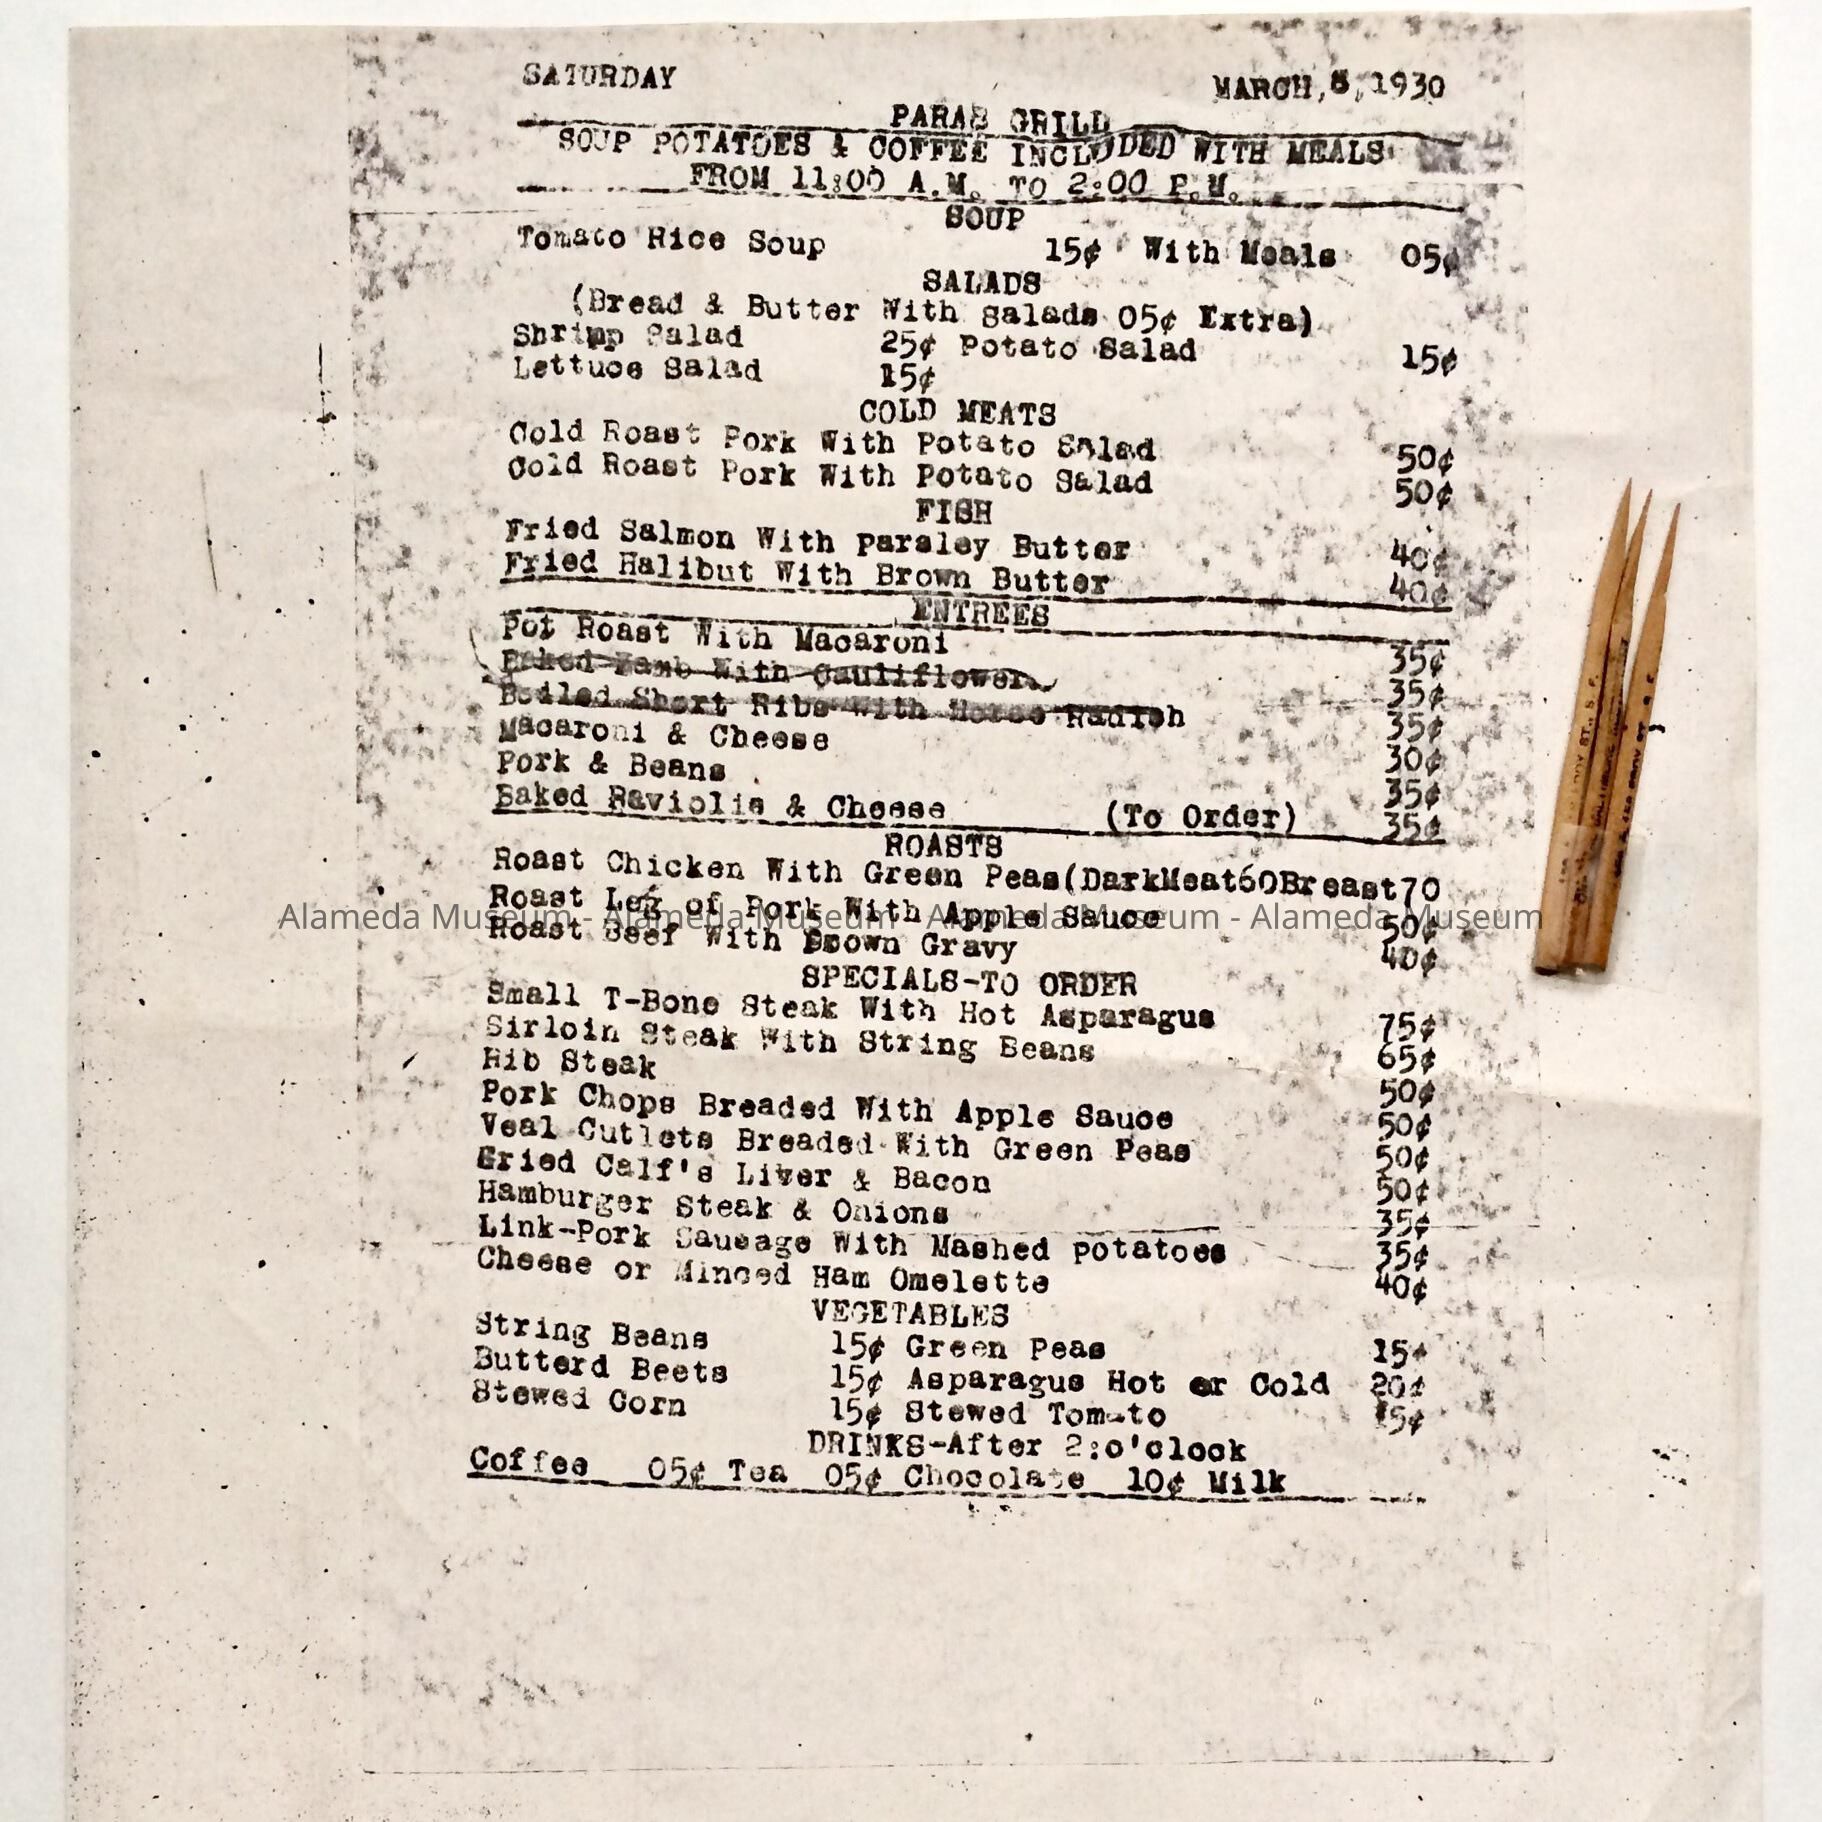 SATURDAY MARCH, 8, 1930
PARAS GRILL
SOUP POTATOES & COFFEE INCLUDED WITH MEALS
FROM 11:00 A.M. TO 2:00 P.M.
SOUP
Tomato Rice Soup 15¢ With Meals 05¢
SALADS
(Bread & Butter With Salads 05¢ Extra)
Shrimp Salad 25¢ Potato Salad 15¢
Lettuce Salad 15¢
COLD MEATS
Cold Roast Pork With Potato Salad 50¢
Cold Roast Pork With Potato Salad 50¢
FISH
Fried Salmon With Parsley Butter 40¢
Fried Halibut With Brown Butter 40¢
ENTREES
Pot Roast With Macaroni 35¢
Baked Lamb With Cauliflower 35¢
Boiled Short Ribs With Horse Radish 35¢
Macaroni & Cheese 30¢
Pork & Beans 35¢
Baked Raviolis & Cheese (To Order) 35¢
ROASTS
Roast Chicken With Green Peas(DarkMeat60Breast70
Roast Leg of Pork With Apple Sauce 50¢
Alameda Museum - Alameda Museum - Alameda Museum - Alameda Museum
Roast Beef With Brown Gravy 40¢
SPECIALS-TO ORDER
Small T-Bone Steak With Hot Asparagus 75¢
Sirloin Steak With String Beans 65¢
Rib Steak 50¢
Pork Chops Breaded With Apple Sauce 50¢
Veal Cutlets Breaded With Green Peas 50¢
Gried Calf's Liver & Bacon 50¢
Hamburger Steak & Onions 35¢
Link-Pork Sausage With Mashed Potatoes 35¢
Cheese or Minced Ham Omelette 40¢
VEGETABLES
String Beans 15¢ Green Peas 15¢
Butterd Beets 15¢ Asparagus Hot or Cold 20¢
Stewed Corn 15¢ Stewed Tomato 15¢
DRINKS-After 2:o'clock
Coffee 05¢ Tea 05¢ Chocolate 10¢ Milk